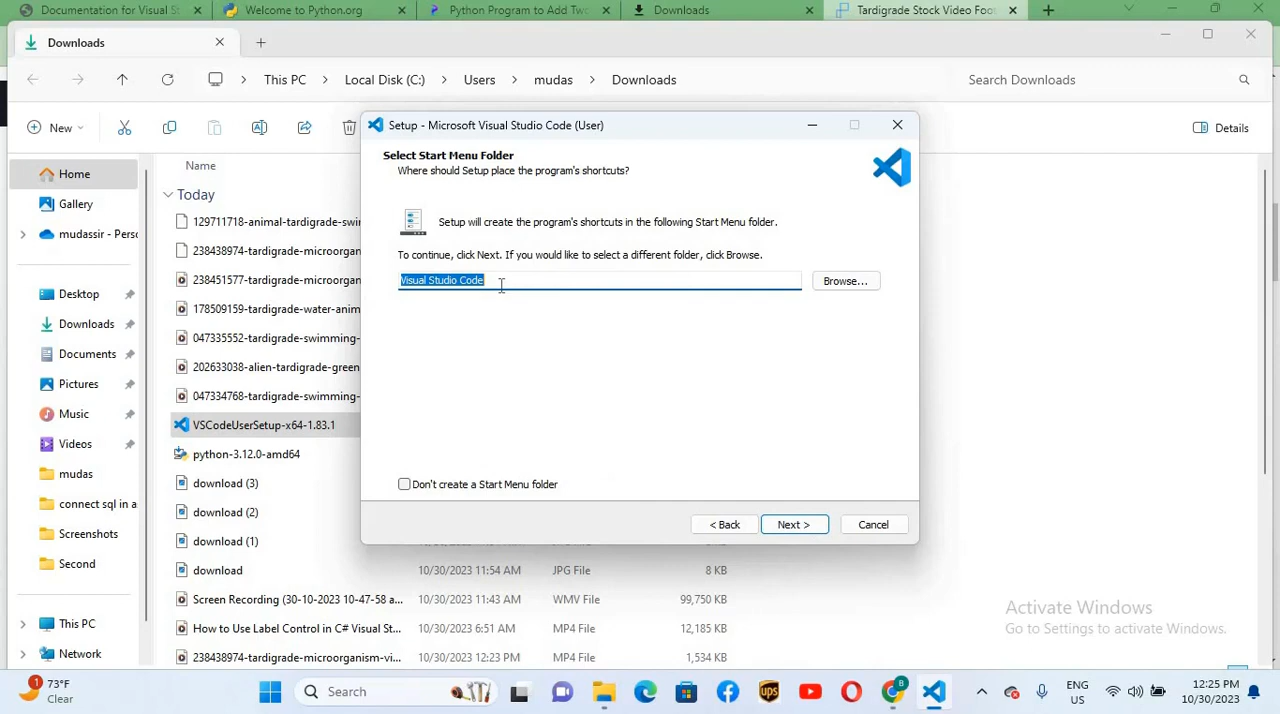 Documentation for Visual St
Welcome to Python.org
Python Program to Add Two
Downloads
Tardigrade Stock Video Foot
Downloads
This PC
Local Disk (C:)
Users
mudas
Downloads
Search Downloads
New
Details
Home
Gallery
mudassir - Perso
Desktop
Downloads
Documents
Pictures
Music
Videos
mudas
connect sql in a
Screenshots
Second
This PC
Network
Name
Today
129711718-animal-tardigrade-swi
238438974-tardigrade-microorgan
238451577-tardigrade-microorgan
178509159-tardigrade-water-anim
047335552-tardigrade-swimming-
202633038-alien-tardigrade-green
047334768-tardigrade-swimming-
VSCodeUserSetup-x64-1.83.1
python-3.12.0-amd64
download (3)
download (2)
download (1)
download 10/30/2023 11:54 AM JPG File 8 KB
Screen Recording (30-10-2023 10-47-58 a... 10/30/2023 11:43 AM WMV File 99,750 KB
How to Use Label Control in C# Visual St... 10/30/2023 6:51 AM MP4 File 12,185 KB
238438974-tardigrade-microorganism-vi... 10/30/2023 12:23 PM MP4 File 1,534 KB
Setup - Microsoft Visual Studio Code (User)
Select Start Menu Folder
Where should Setup place the program's shortcuts?
Setup will create the program's shortcuts in the following Start Menu folder.
To continue, click Next. If you would like to select a different folder, click Browse.
Visual Studio Code
Browse...
Don't create a Start Menu folder
< Back
Next >
Cancel
Activate Windows
Go to Settings to activate Windows.
1
73°F
Clear
Search
ups
B
ENG
US
12:25 PM
10/30/2023